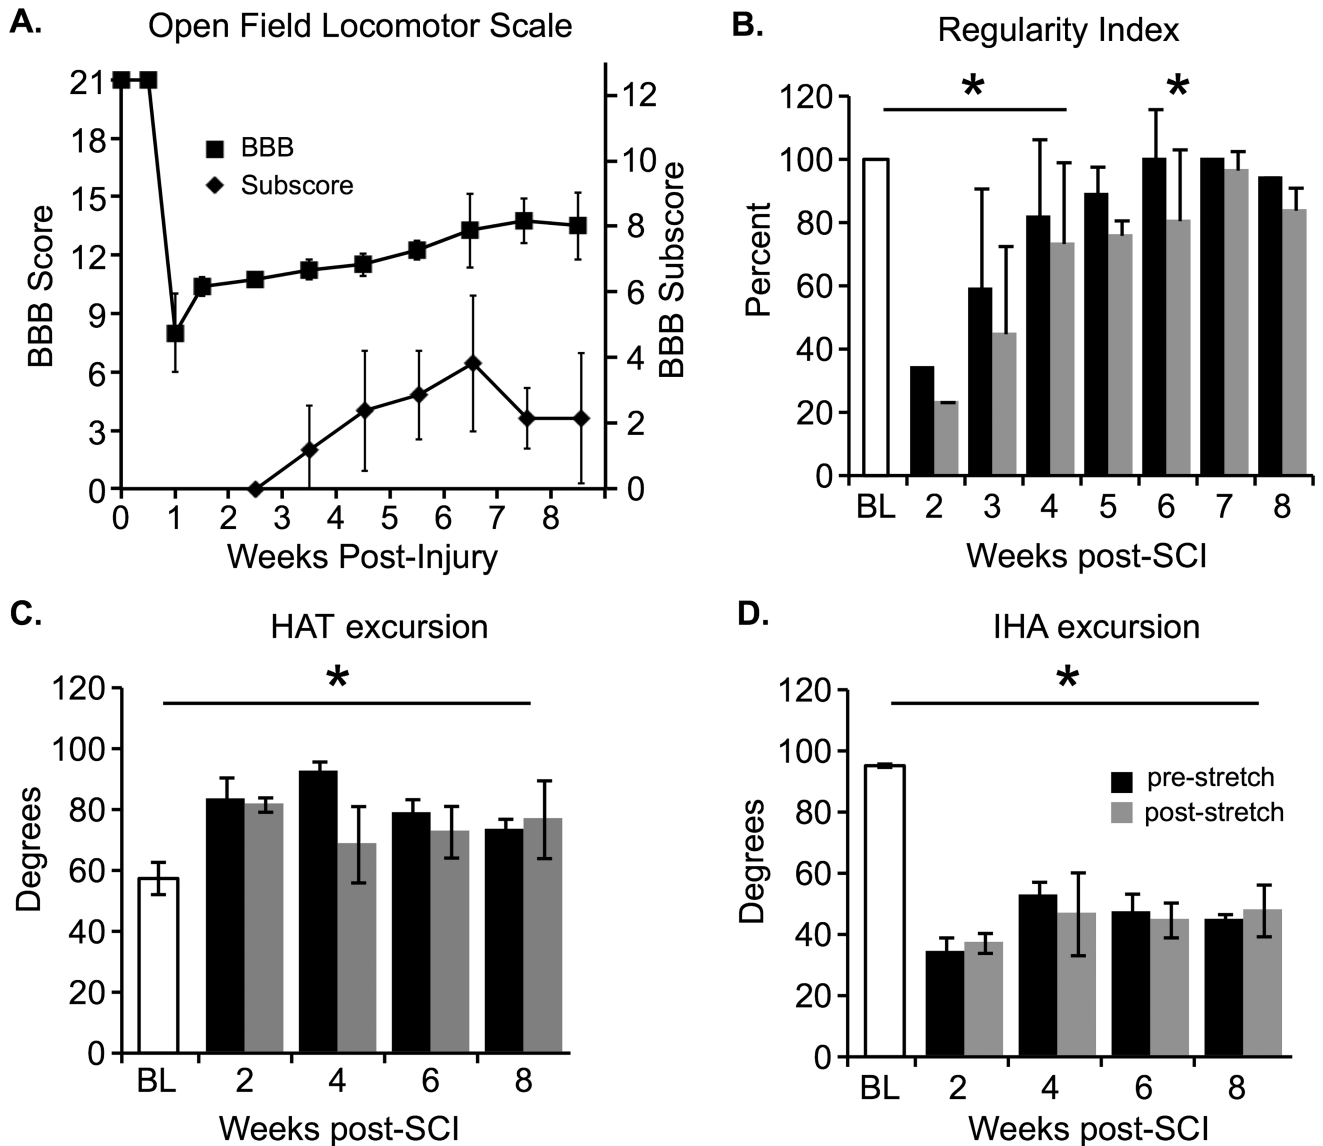 A.
Open Field Locomotor Scale
21
18
15
12
9
6
3
0
BBB Score
BBB
Subscore
12
10
8
6
4
2
0
BBB Subscore
0 1 2 3 4 5 6 7 8
Weeks Post-Injury
B.
Regularity Index
* *
120
100
80
60
40
20
0
Percent
BL 2 3 4 5 6 7 8
Weeks post-SCI
C.
HAT excursion
*
120
100
80
60
40
20
0
Degrees
BL 2 4 6 8
Weeks post-SCI
D.
IHA excursion
*
120
100
80
60
40
20
0
Degrees
pre-stretch
post-stretch
BL 2 4 6 8
Weeks post-SCI